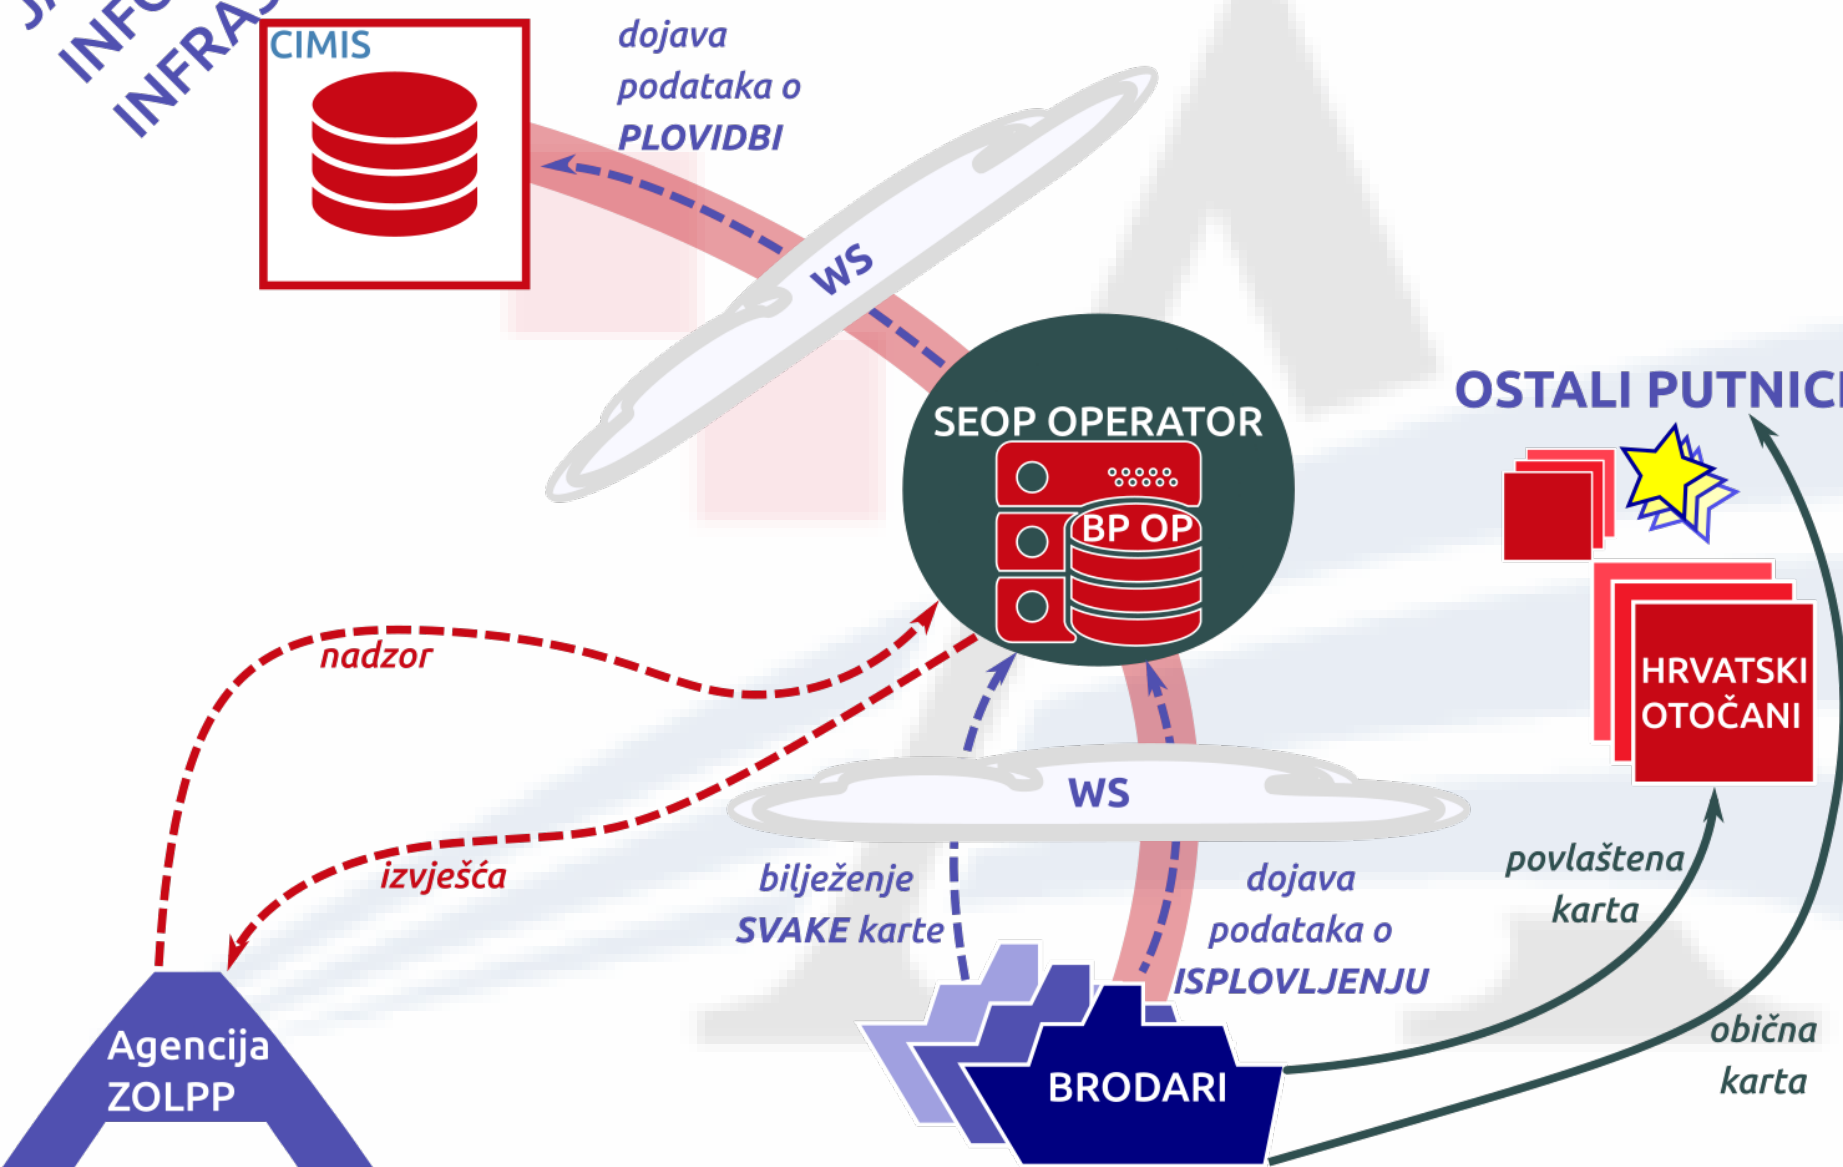 CIMIS
dojava
podataka o
PLOVIDBI
WS
SEOP OPERATOR
BP OP
OSTALI PUTNICI
HRVATSKI
OTOČANI
nadzor
izvješća
WS
bilježenje
SVAKE karte
dojava
podataka o
ISPLOVLJENJU
povlaštena
karta
obična
karta
Agencija
ZOLPP
BRODARI